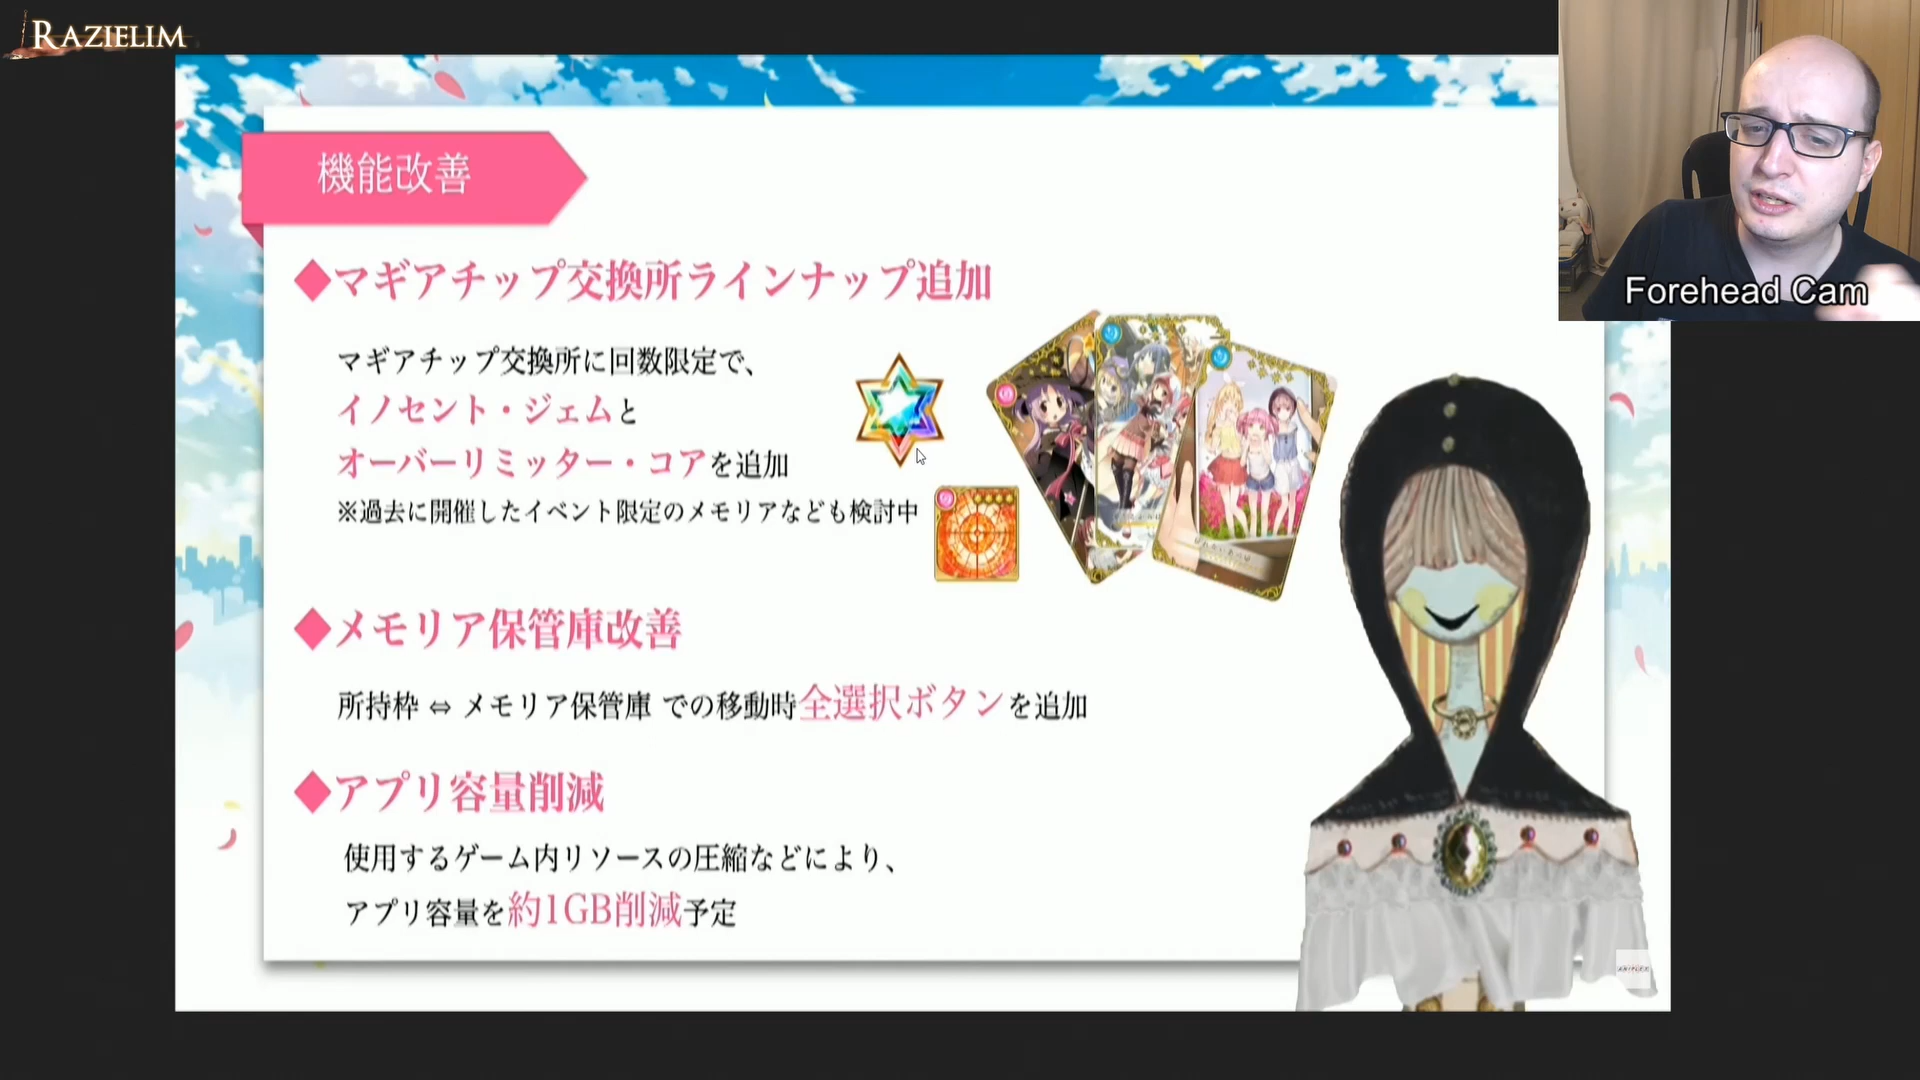 RAZIELIM
機能改善
◆マギアチップ交換所ラインナップ追加
マギアチップ交換所に回数限定で、
イノセント・ジェムと
オーバーリミッター・コアを追加
※過去に開催したイベント限定のメモリアなども検討中
◆メモリア保管庫改善
所持枠 ⇔ メモリア保管庫 での移動時全選択ボタンを追加
◆アプリ容量削減
使用するゲーム内リソースの圧縮などにより、
アプリ容量を約1GB削減予定
Forehead Cam